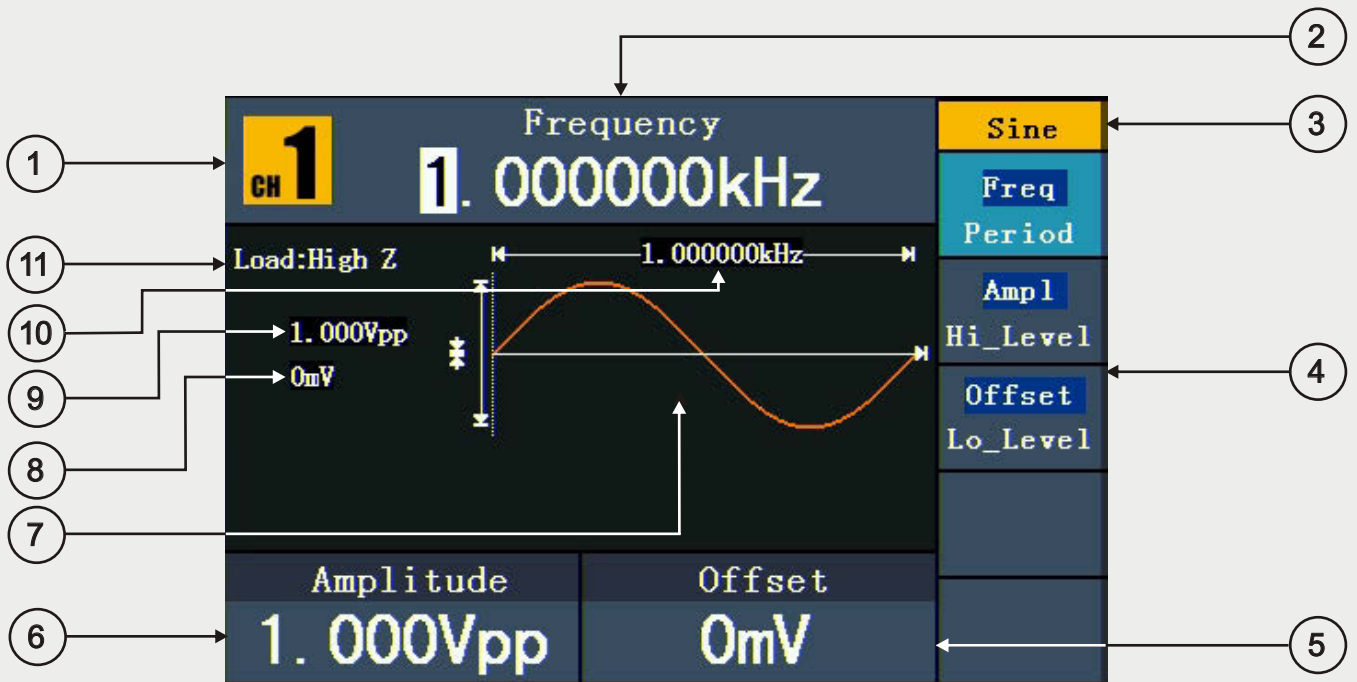 2
Frequency
CH 1
1. 000000kHz
Sine
3
1
Freq
Period
Load:High Z
1. 000000kHz
11
Ampl
Hi_Level
10
1. 000Vpp
9
0mV
4
Offset
Lo_Level
8
7
Amplitude
Offset
6
1. 000Vpp
0mV
5